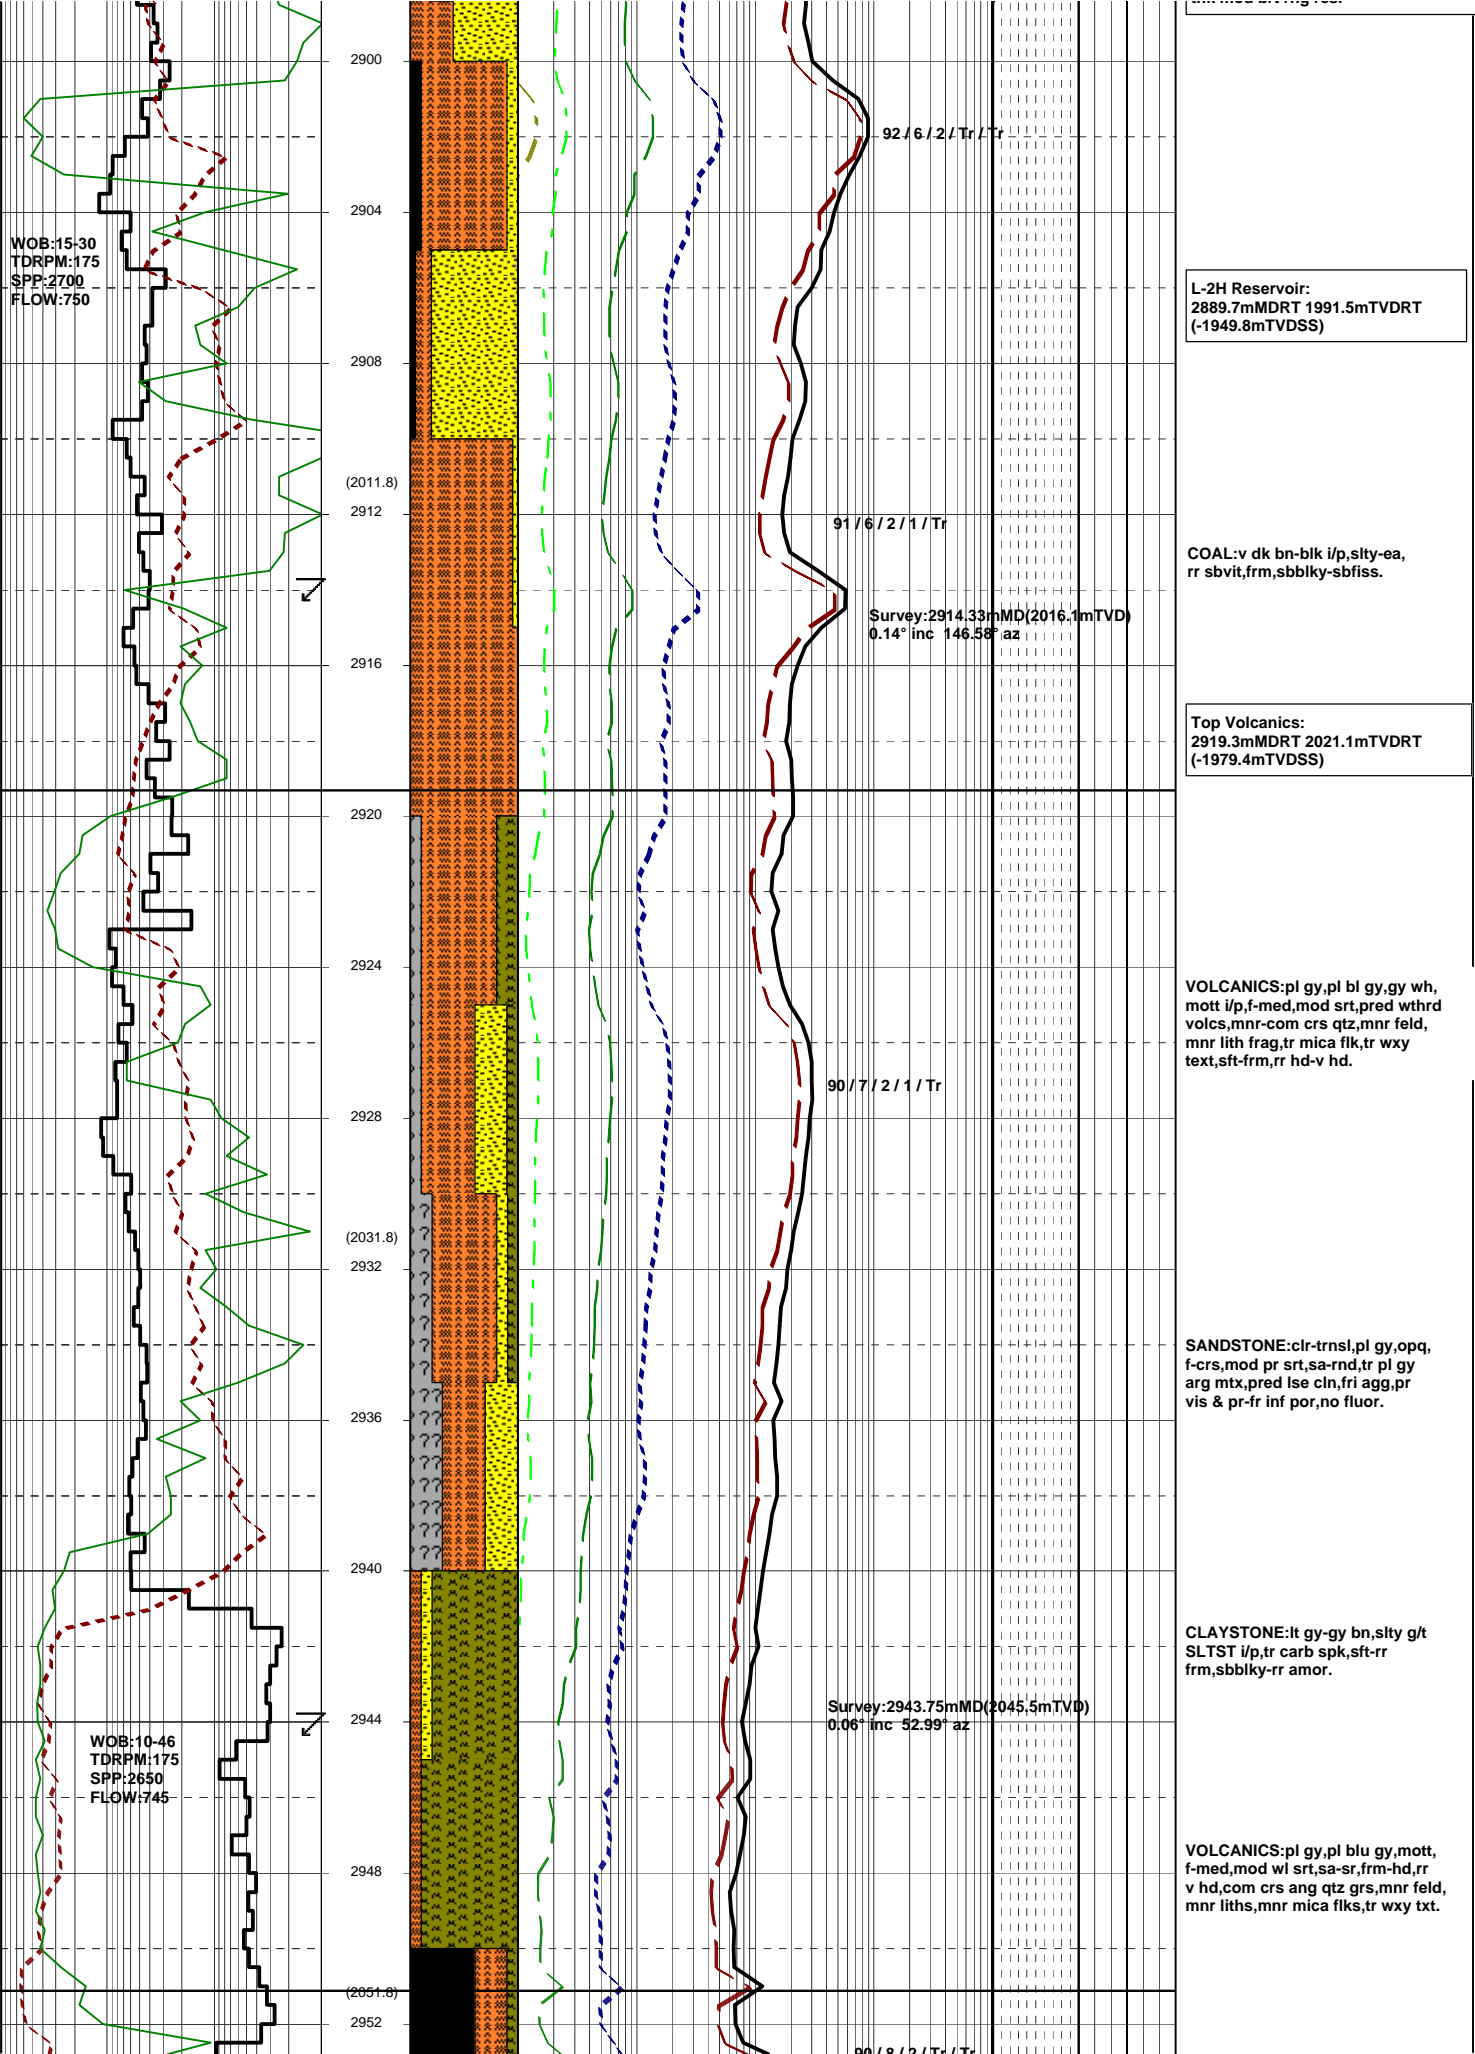 2900
92 / 6 / 2 / Tr / Tr
2904
WOB:15-30
TDRPM:175
SPP:2700
FLOW:750
L-2H Reservoir:
2889.7mMDRT 1991.5mTVDRT
(-1949.8mTVDSS)
2908
(2011.8)
2912
91 / 6 / 2 / 1 / Tr
COAL:v dk bn-blk i/p,slty-ea,
rr sbvit,frm,sbblky-sbfiss.
Survey:2914.33mMD(2016.1mTVD)
0.14° inc 146.58° az
2916
Top Volcanics:
2919.3mMDRT 2021.1mTVDRT
(-1979.4mTVDSS)
2920
2924
VOLCANICS:pl gy,pl bl gy,gy wh,
mott i/p,f-med,mod srt,pred wthrd
volcs,mnr-com crs qtz,mnr feld,
mnr lith frag,tr mica flk,tr wxy
text,sft-frm,rr hd-v hd.
90 / 7 / 2 / 1 / Tr
2928
(2031.8)
2932
SANDSTONE:clr-trnsl,pl gy,opq,
f-crs,mod pr srt,sa-rnd,tr pl gy
arg mtx,pred lse cln,fri agg,pr
vis & pr-fr inf por,no fluor.
2936
2940
CLAYSTONE:lt gy-gy bn,slty g/t
SLTST i/p,tr carb spk,sft-rr
frm,sbblky-rr amor.
Survey:2943.75mMD(2045.5mTVD)
0.06° inc 52.99° az
2944
WOB:10-46
TDRPM:175
SPP:2650
FLOW:745
2948
VOLCANICS:pl gy,pl blu gy,mott,
f-med,mod wl srt,sa-sr,frm-hd,rr
v hd,com crs ang qtz grs,mnr feld,
mnr liths,mnr mica flks,tr wxy txt.
(2051.8)
2952
90 / 8 / 2 / Tr / Tr